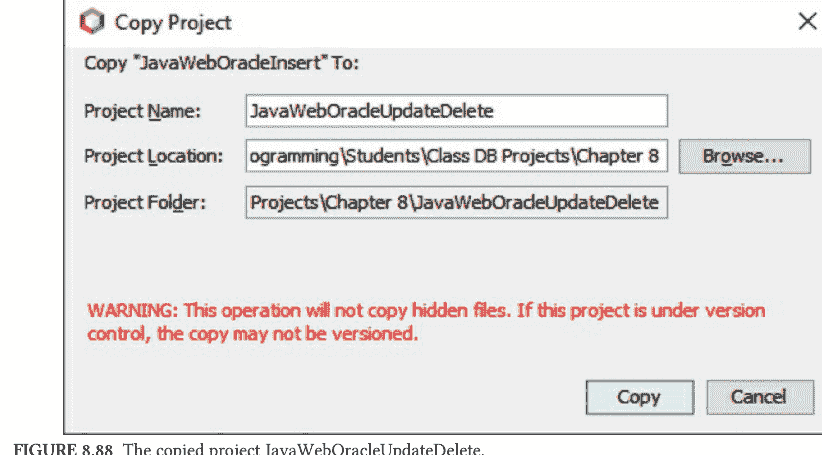 Copy Project
Copy "JavaWebOracleInsert" To:
Project Name: JavaWebOracleUpdateDelete
Project Location: ogramming\Students\Class DB Projects\Chapter 8 Browse...
Project Folder: Projects\Chapter 8\JavaWebOracleUpdateDelete
WARNING: This operation will not copy hidden files. If this project is under version
control, the copy may not be versioned.
Copy Cancel
FIGURE 8.88 The copied project JavaWebOracleUpdateDelete.